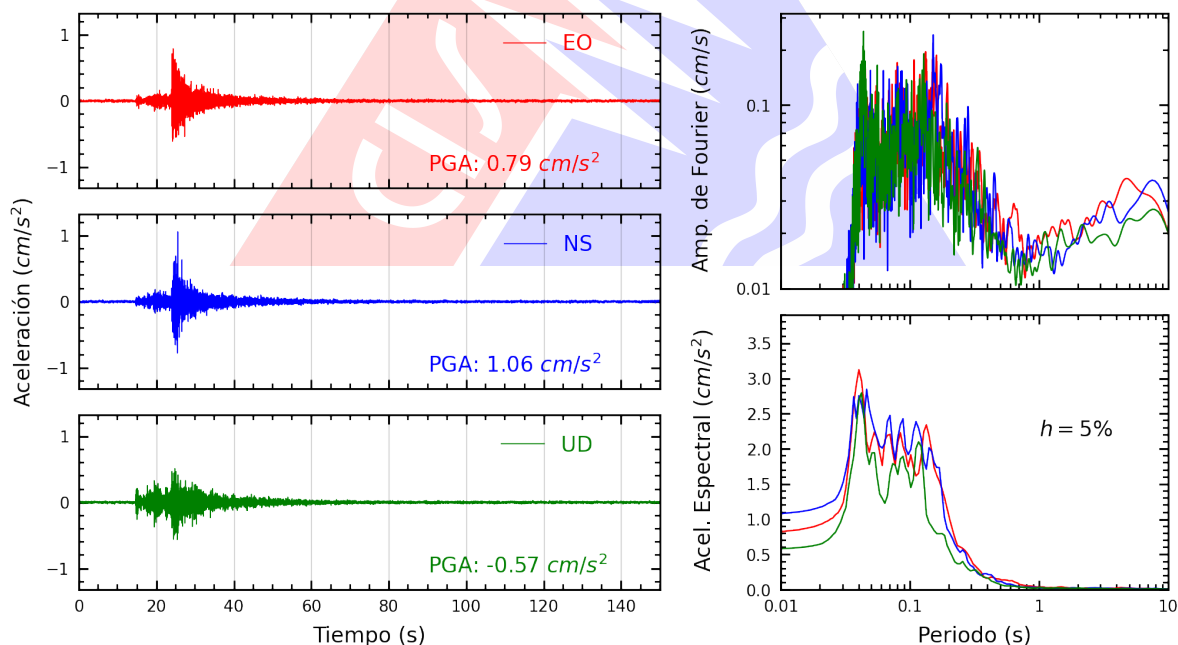 Aceleración (cm/s²)
1
0
−1
EO
PGA: 0.79 cm/s²
1
0
−1
NS
PGA: 1.06 cm/s²
1
0
−1
UD
PGA: -0.57 cm/s²
0 20 40 60 80 100 120 140
Tiempo (s)
Amp. de Fourier (cm/s)
0.1
0.01
Acel. Espectral (cm/s²)
3.5
3.0
2.5
2.0
1.5
1.0
0.5
0.0
h = 5%
0.01 0.1 1 10
Periodo (s)